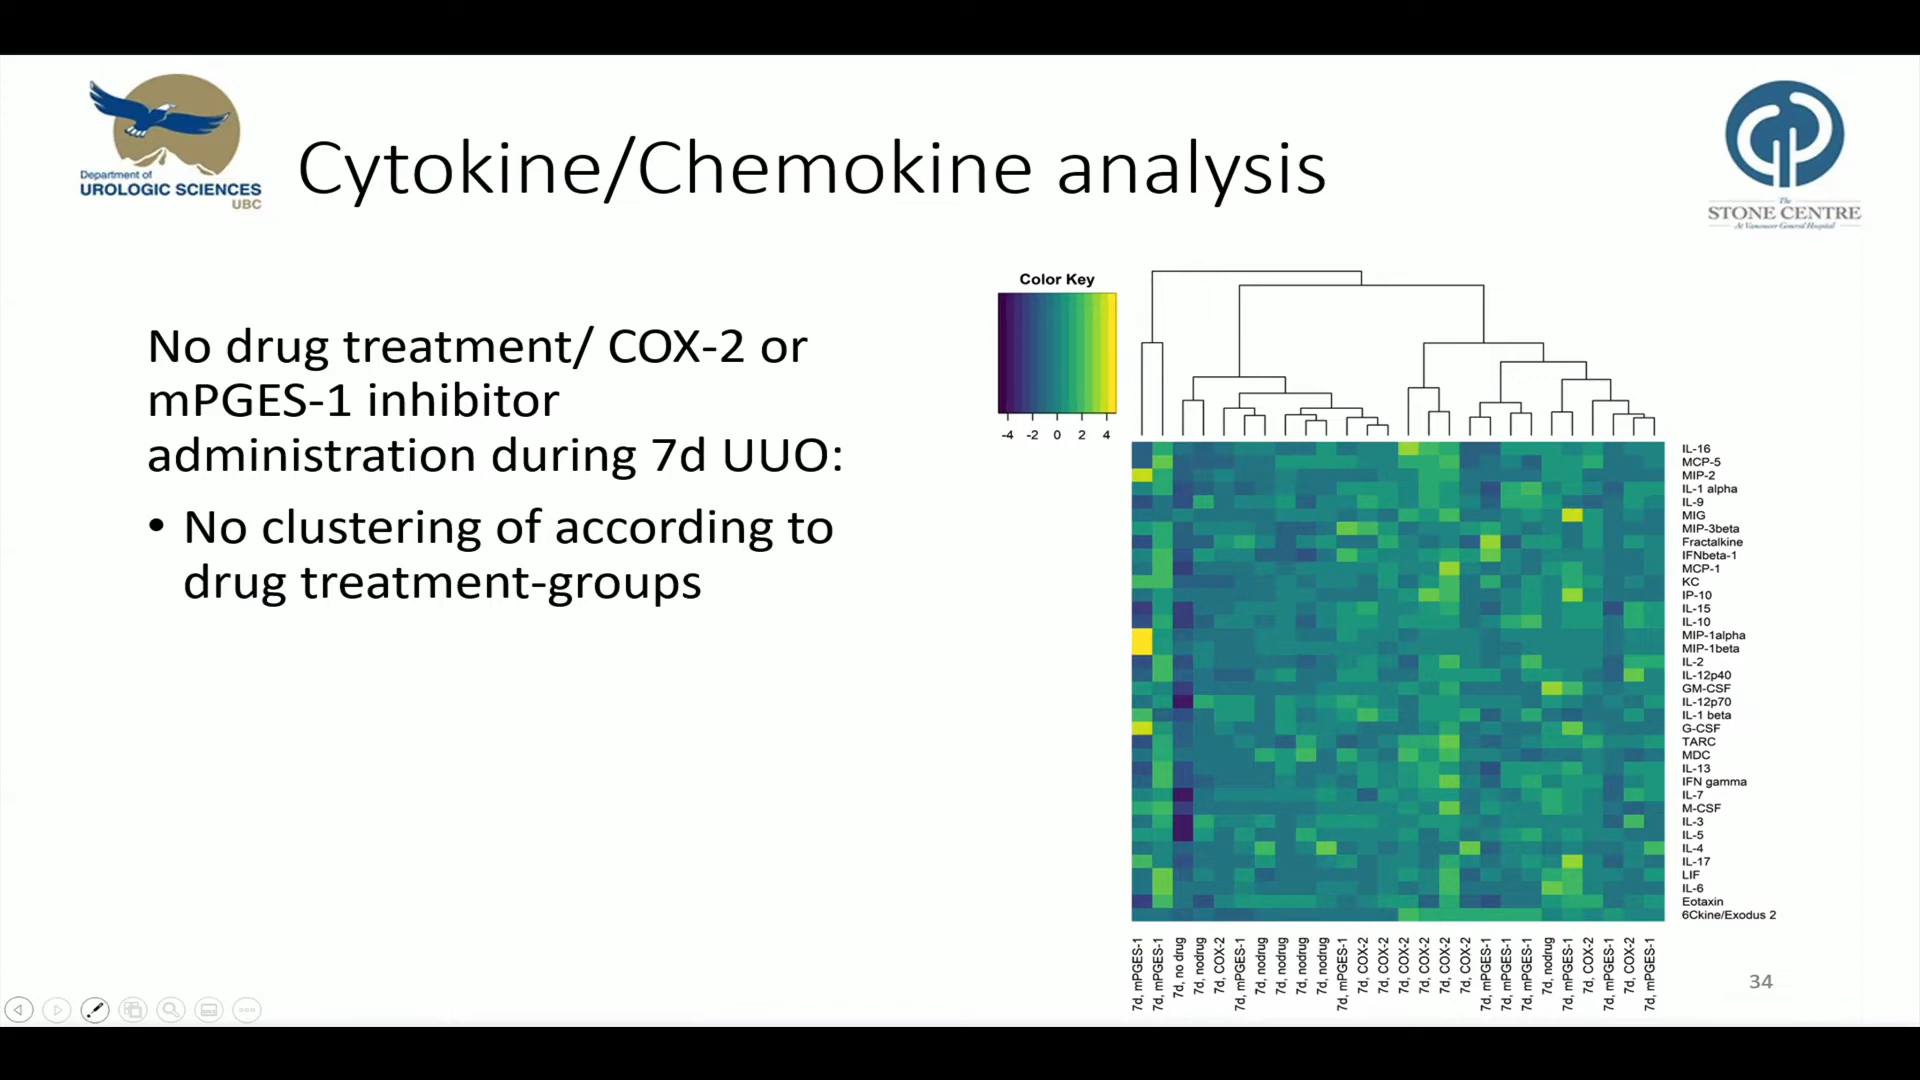 Department of
UROLOGIC SCIENCES
UBC
Cytokine/Chemokine analysis
The
STONE CENTRE
At Vancouver General Hospital
No drug treatment/ COX-2 or
mPGES-1 inhibitor
administration during 7d UUO:
• No clustering of according to
drug treatment-groups
Color Key
-4 -2 0 2 4
IL-16
MCP-5
MIP-2
IL-1 alpha
IL-9
MIG
MIP-3beta
Fractalkine
IFNbeta-1
MCP-1
KC
IP-10
IL-15
IL-10
MIP-1alpha
MIP-1beta
IL-2
IL-12p40
GM-CSF
IL-12p70
IL-1 beta
G-CSF
TARC
MDC
IL-13
IFN gamma
IL-7
M-CSF
IL-3
IL-5
IL-4
IL-17
LIF
IL-6
Eotaxin
6Ckine/Exodus 2
7d, mPGES-1
7d, mPGES-1
7d, no drug
7d, nodrug
7d, COX-2
7d, mPGES-1
7d, nodrug
7d, nodrug
7d, nodrug
7d, nodrug
7d, mPGES-1
7d, COX-2
7d, COX-2
7d, COX-2
7d, COX-2
7d, COX-2
7d, COX-2
7d, mPGES-1
7d, mPGES-1
7d, mPGES-1
7d, nodrug
7d, mPGES-1
7d, COX-2
7d, mPGES-1
7d, COX-2
7d, mPGES-1
34